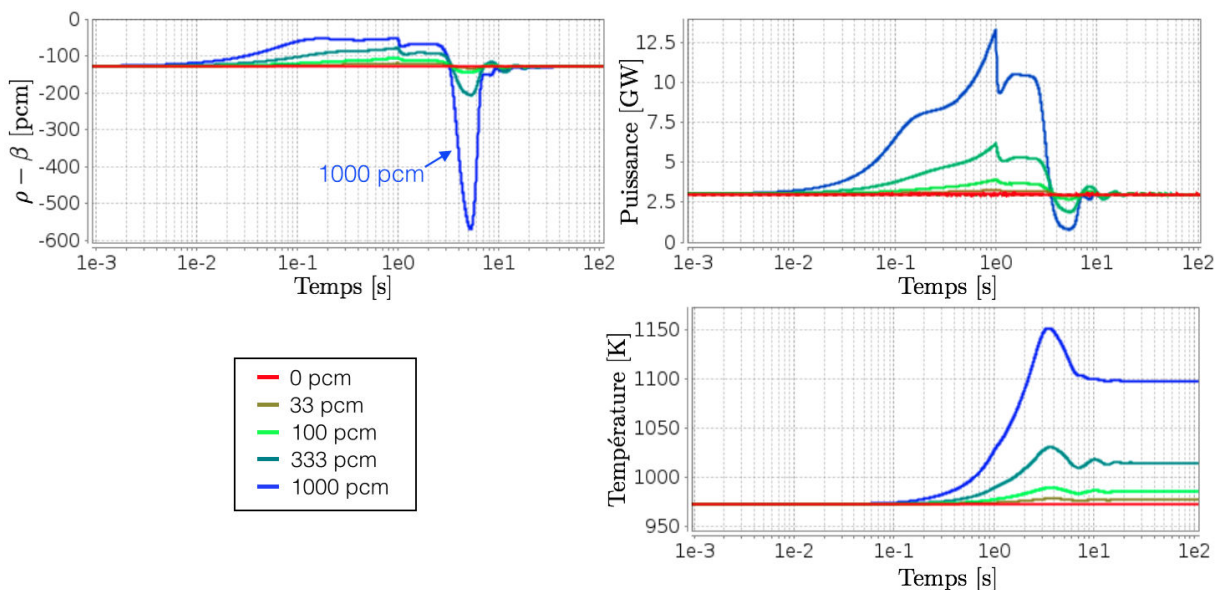 0
-100
-200
-300
-400
-500
-600
ρ − β [pcm]
1000 pcm
1e-3 1e-2 1e-1 1e0 1e1 1e2
Temps [s]
12.5
10
7.5
5
2.5
0
Puissance [GW]
1e-3 1e-2 1e-1 1e0 1e1 1e2
Temps [s]
0 pcm
33 pcm
100 pcm
333 pcm
1000 pcm
1150
1100
1050
1000
950
Température [K]
1e-3 1e-2 1e-1 1e0 1e1 1e2
Temps [s]